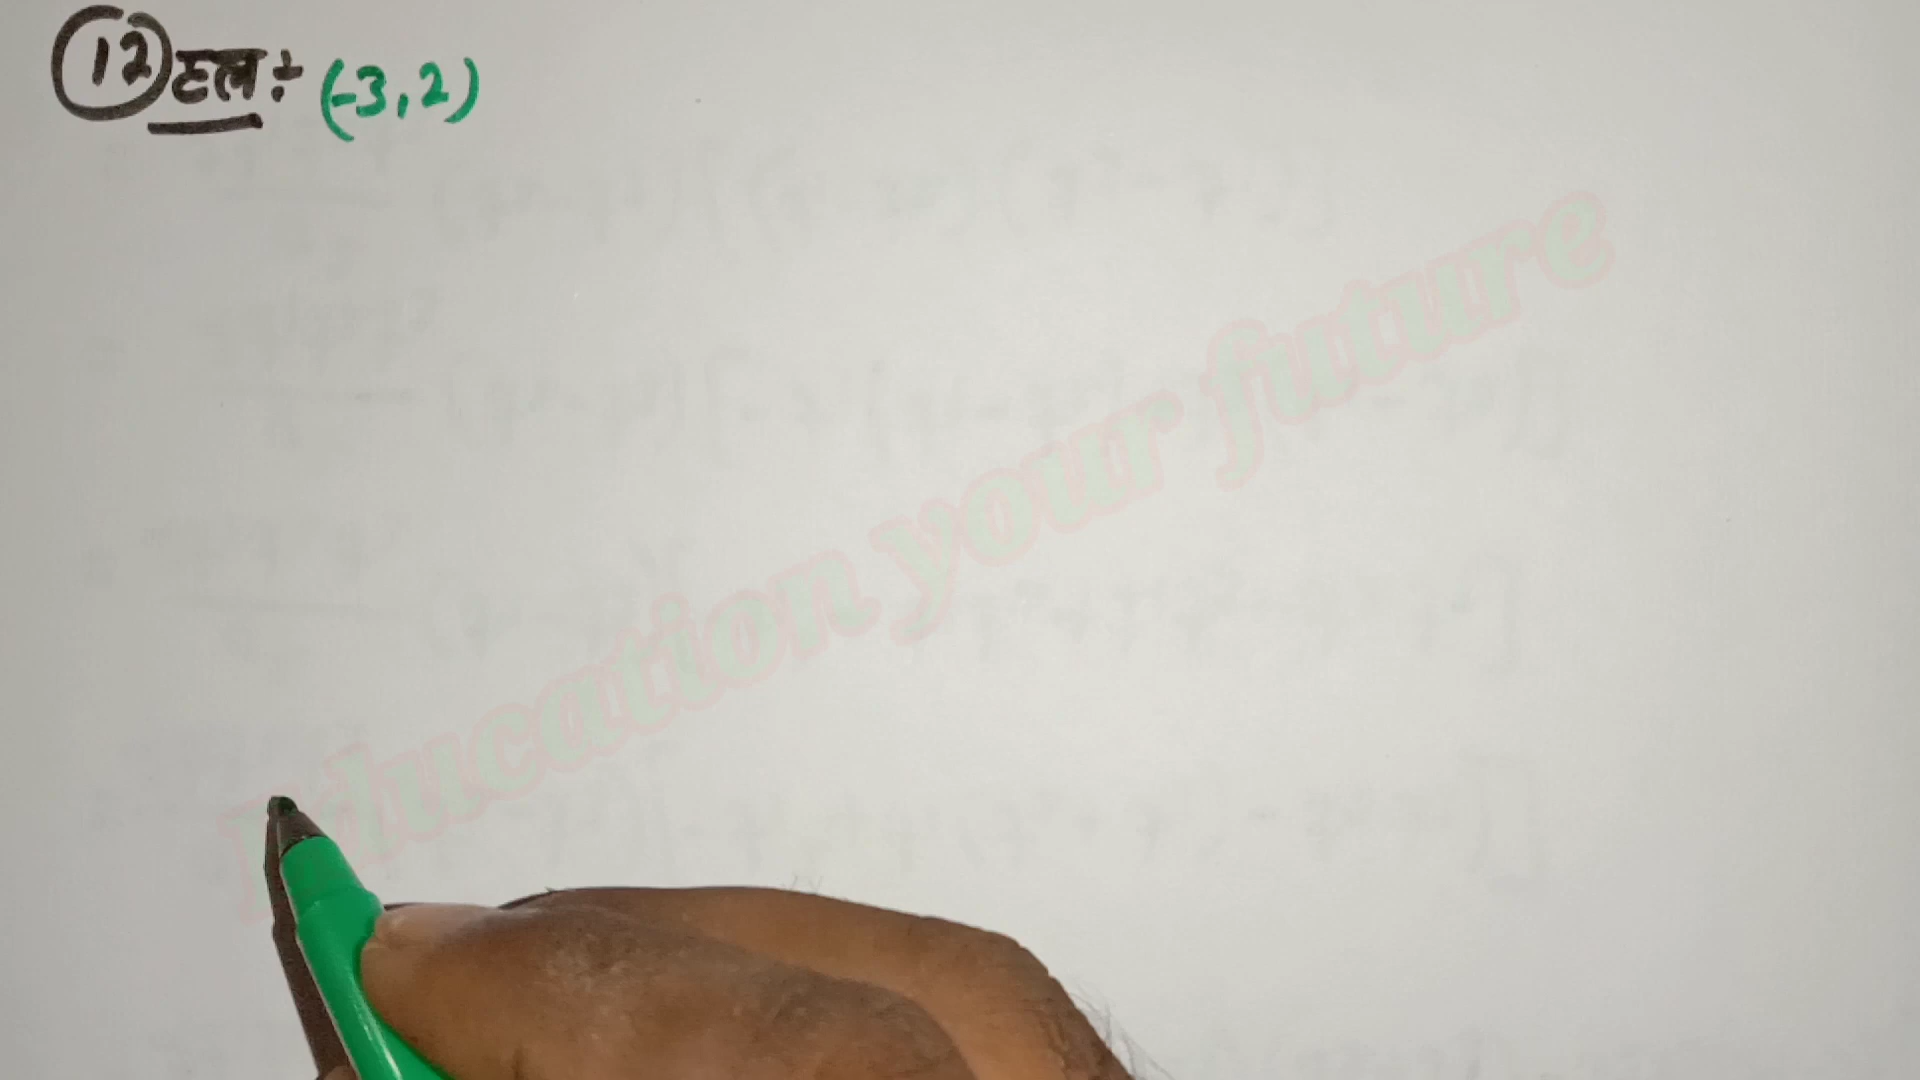 12 हल ÷ (-3, 2)
Education your future